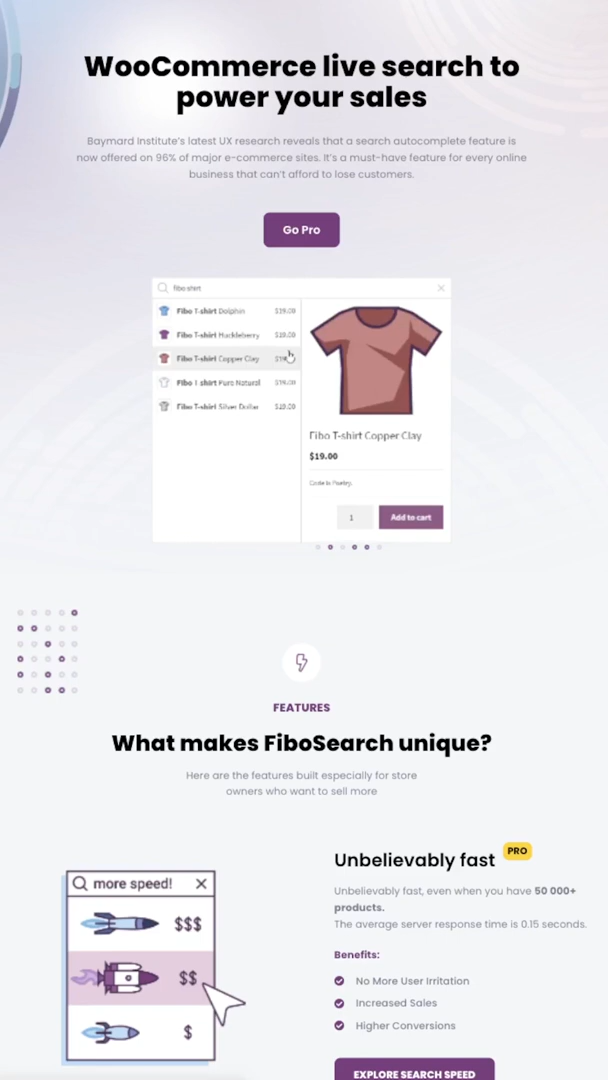 WooCommerce live search to
power your sales
Baymard Institute's latest UX research reveals that a search autocomplete feature is
now offered on 96% of major e-commerce sites. It's a must-have feature for every online
business that can't afford to lose customers.
Go Pro
fibo shirt
Fibo T-shirt Dolphin $19.00
Fibo T-shirt Huckleberry $19.00
Fibo T-shirt Copper Clay
Fibo T-shirt Pure Natural $19.00
Fibo T-shirt Silver Dollar $19.00
Fibo T-shirt Copper Clay
$19.00
Code is Poetry.
1
Add to cart
FEATURES
What makes FiboSearch unique?
Here are the features built especially for store
owners who want to sell more
more speed!
$$$
$$
$
Unbelievably fast PRO
Unbelievably fast, even when you have 50 000+
products.
The average server response time is 0.15 seconds.
Benefits:
No More User Irritation
Increased Sales
Higher Conversions
EXPLORE SEARCH SPEED